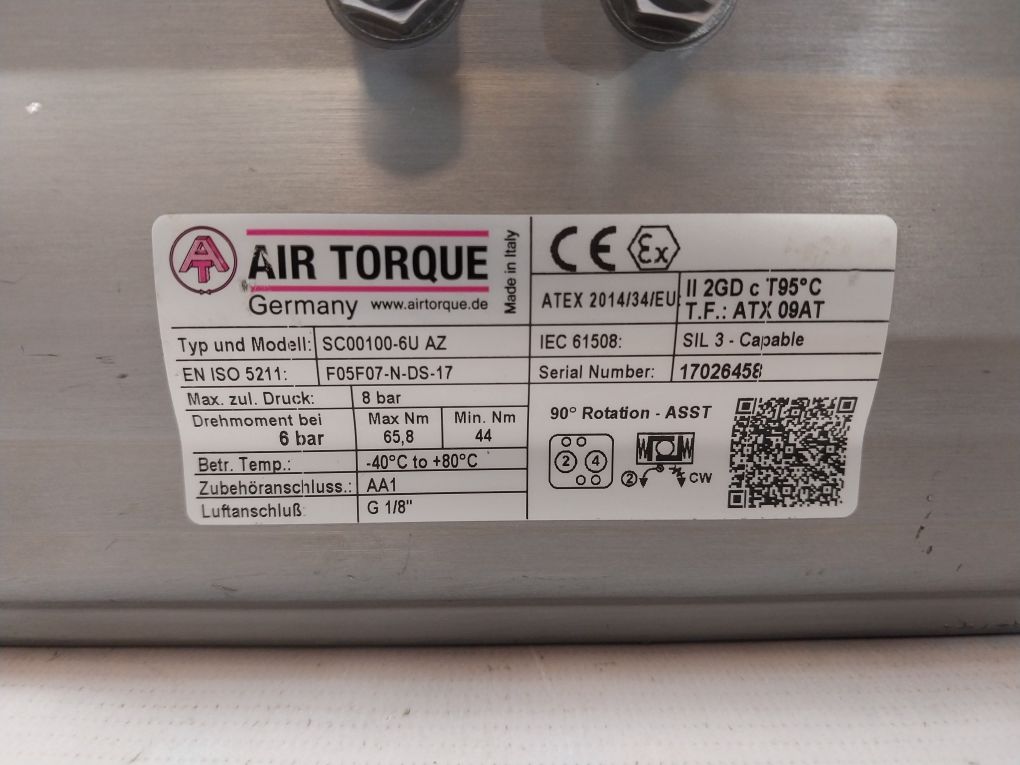 AT
AIR TORQUE
Germany www.airtorque.de
Made in Italy
Typ und Modell: SC00100-6U AZ
EN ISO 5211: F05F07-N-DS-17
Max. zul. Druck: 8 bar
Drehmoment bei 6 bar
Max Nm 65,8
Min. Nm 44
Betr. Temp.: -40°C to +80°C
Zubehöranschluss.: AA1
Luftanschluß: G 1/8"
CE Ex
ATEX 2014/34/EU:
II 2GD c T95°C
T.F.: ATX 09AT
IEC 61508: SIL 3 - Capable
Serial Number: 17026458
90° Rotation - ASST
2 4
2 CW